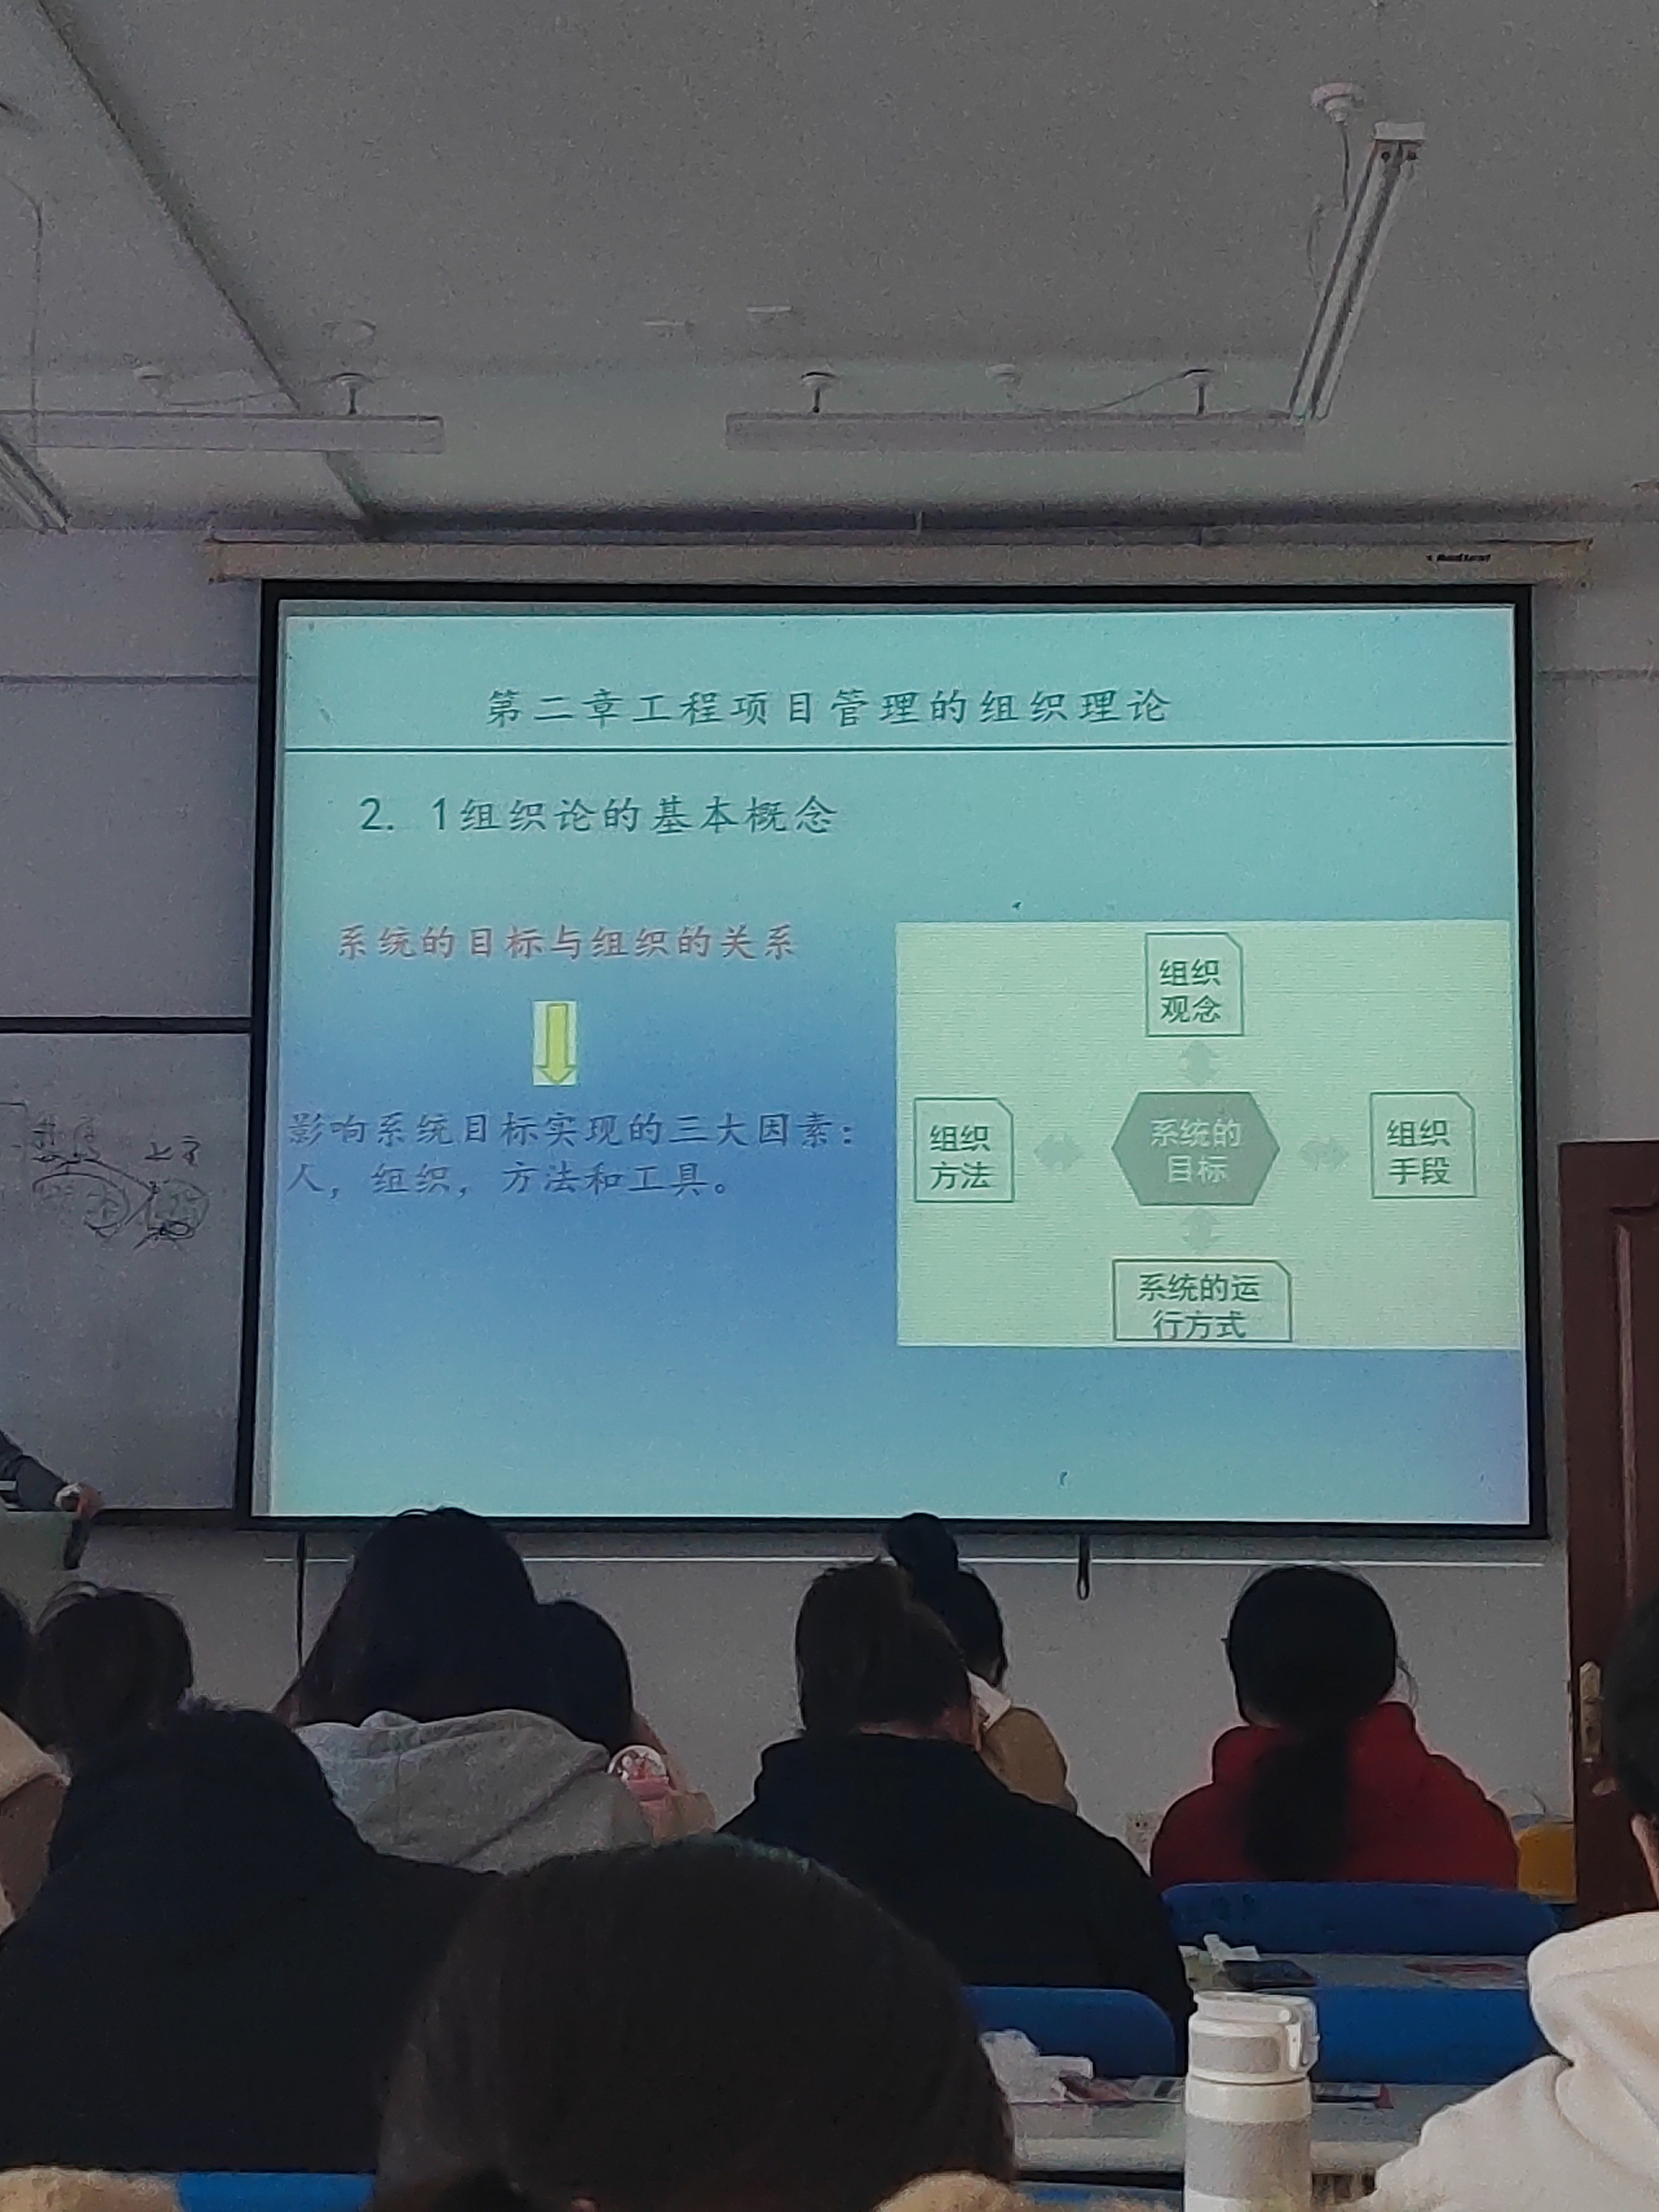 第二章工程项目管理的组织理论
2. 1组织论的基本概念
系统的目标与组织的关系
影响系统目标实现的三大因素：
人，组织，方法和工具。
组织
观念
组织
方法
系统的
目标
组织
手段
系统的运
行方式